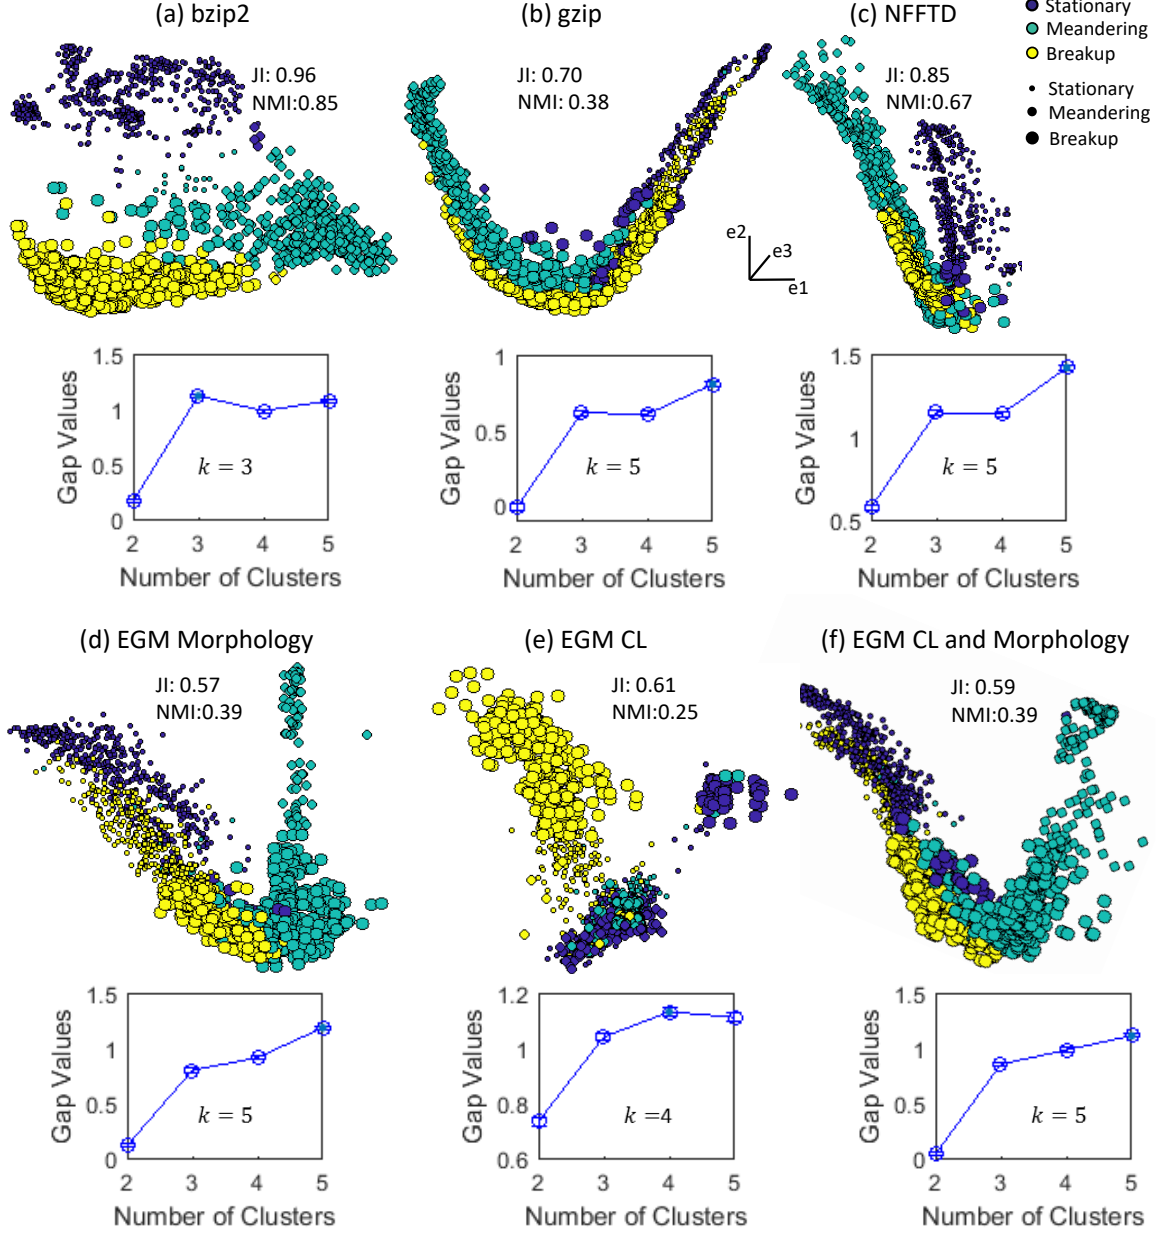 (a) bzip2
(b) gzip
(c) NFFTD
Stationary
Meandering
Breakup
Stationary
Meandering
Breakup
JI: 0.96
NMI:0.85
JI: 0.70
NMI: 0.38
JI: 0.85
NMI:0.67
e2
e3
e1
Gap Values
1.5
1
0.5
0
k = 3
2 3 4 5
Number of Clusters
Gap Values
1
0.5
0
k = 5
2 3 4 5
Number of Clusters
Gap Values
1.5
1
0.5
k = 5
2 3 4 5
Number of Clusters
(d) EGM Morphology
(e) EGM CL
(f) EGM CL and Morphology
JI: 0.57
NMI:0.39
JI: 0.61
NMI:0.25
JI: 0.59
NMI:0.39
Gap Values
1.5
1
0.5
0
k = 5
2 3 4 5
Number of Clusters
Gap Values
1.2
1
0.8
0.6
k =4
2 3 4 5
Number of Clusters
Gap Values
1.5
1
0.5
0
k = 5
2 3 4 5
Number of Clusters